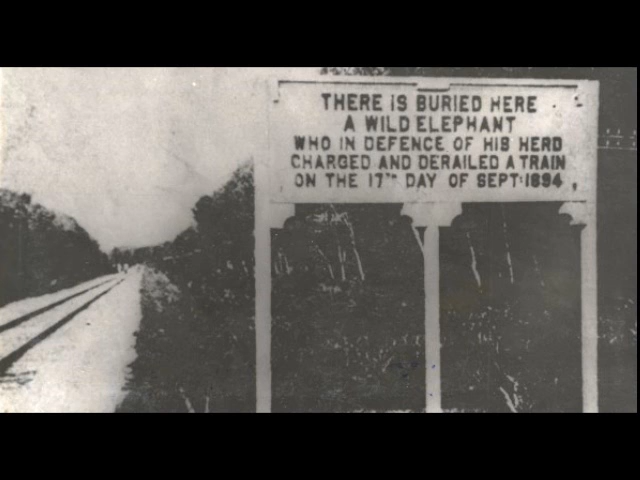 THERE IS BURIED HERE
A WILD ELEPHANT
WHO IN DEFENCE OF HIS HERD
CHARGED AND DERAILED A TRAIN
ON THE 17TH DAY OF SEPT: 1894